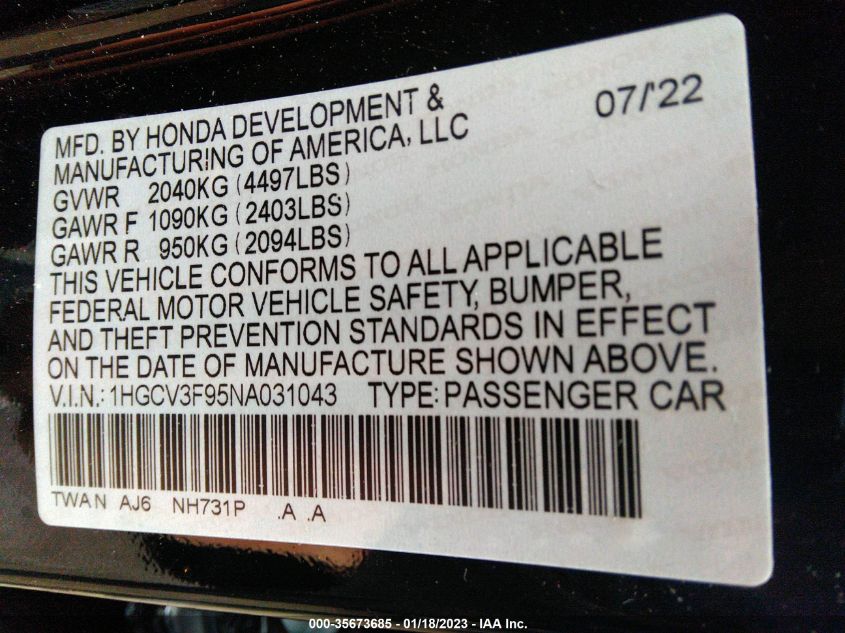 07/'22
MFD. BY HONDA DEVELOPMENT &
MANUFACTURING OF AMERICA, LLC
GVWR 2040KG (4497LBS)
GAWR F 1090KG (2403LBS)
GAWR R 950KG (2094LBS)
THIS VEHICLE CONFORMS TO ALL APPLICABLE
FEDERAL MOTOR VEHICLE SAFETY, BUMPER,
AND THEFT PREVENTION STANDARDS IN EFFECT
ON THE DATE OF MANUFACTURE SHOWN ABOVE.
V.I.N.: 1HGCV3F95NA031043 TYPE: PASSENGER CAR
TWAN AJ6 NH731P .A .A
000-35673685 - 01/18/2023 - IAA Inc.